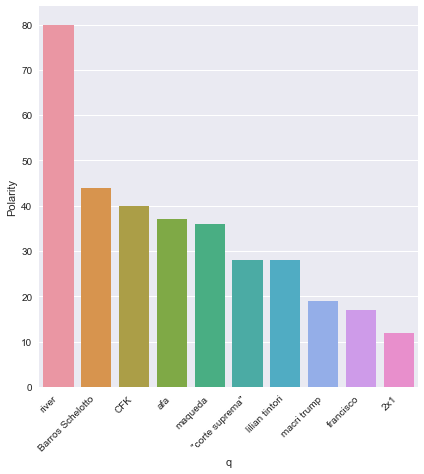 80
70
60
50
40
30
20
10
0
Polarity
river
Barros Schelotto
CFK
afa
maqueda
"corte suprema"
lilian tintori
macri trump
francisco
2x1
q